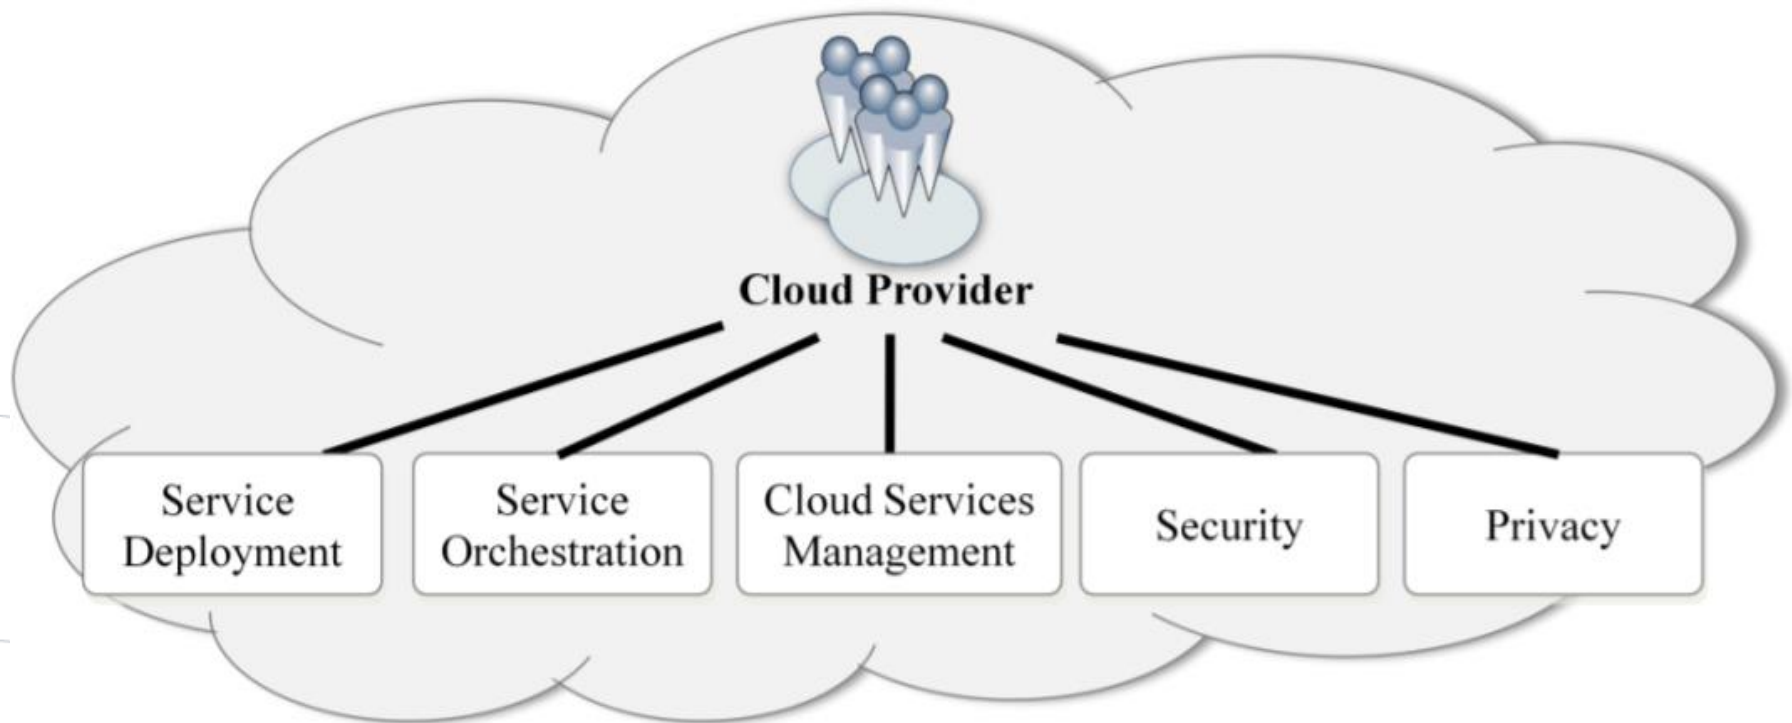 Cloud Provider
Service
Deployment
Service
Orchestration
Cloud Services
Management
Security
Privacy